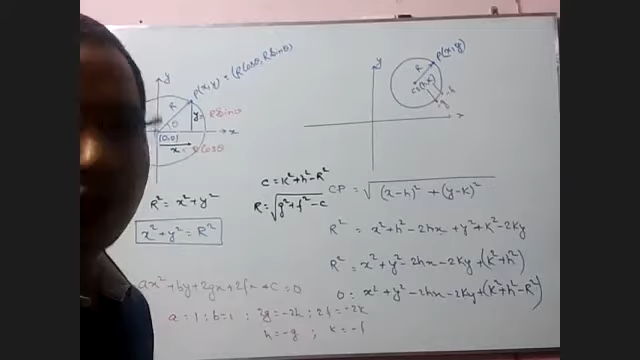 y
P(x,y) = (Rcosθ, Rsinθ)
R
θ
y = Rsinθ
(0,0)
x
x = Rcosθ
R² = x² + y²
x² + y² = R²
y
P(x,y)
R
x
C = k² + h² - R²
R = √g² + f² - c
CP = √(x-h)² + (y-k)²
R² = x² + h² - 2hx + y² + k² - 2ky
R² = x² + y² - 2hx - 2ky + (k² + h²)
0 = x² + y² - 2hx - 2ky + (k² + h² - R²)
ax² + by + 2gx + 2fy + C = 0
a = 1 ; b = 1 ; 2g = -2h ; 2f = -2k
h = -g ; k = -f